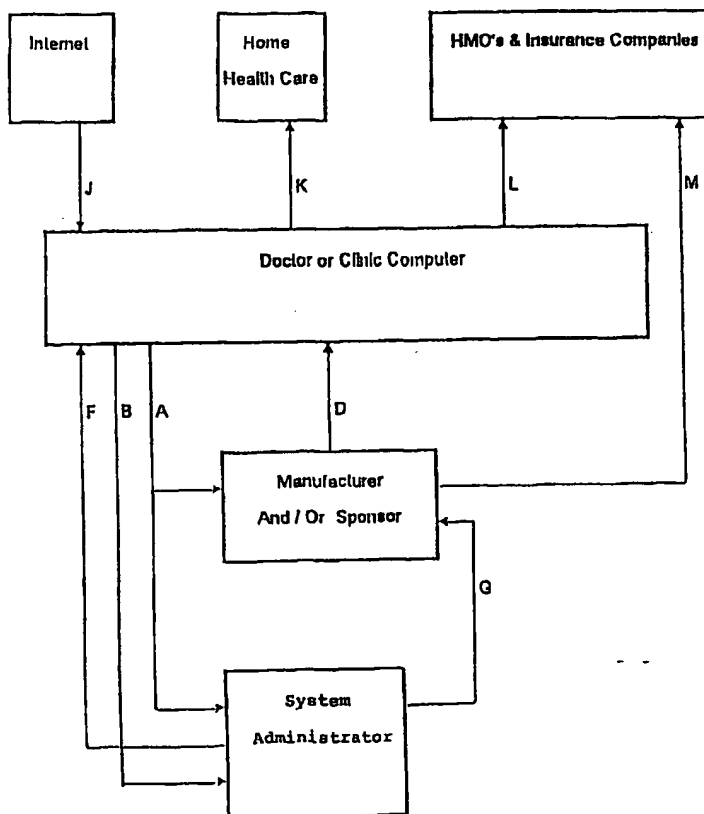 Internet
Home
Health Care
HMO's & Insurance Companies
J
K
L
M
Doctor or Clinic Computer
F
B
A
D
Manufacturer
And / Or Sponsor
G
System
Administrator